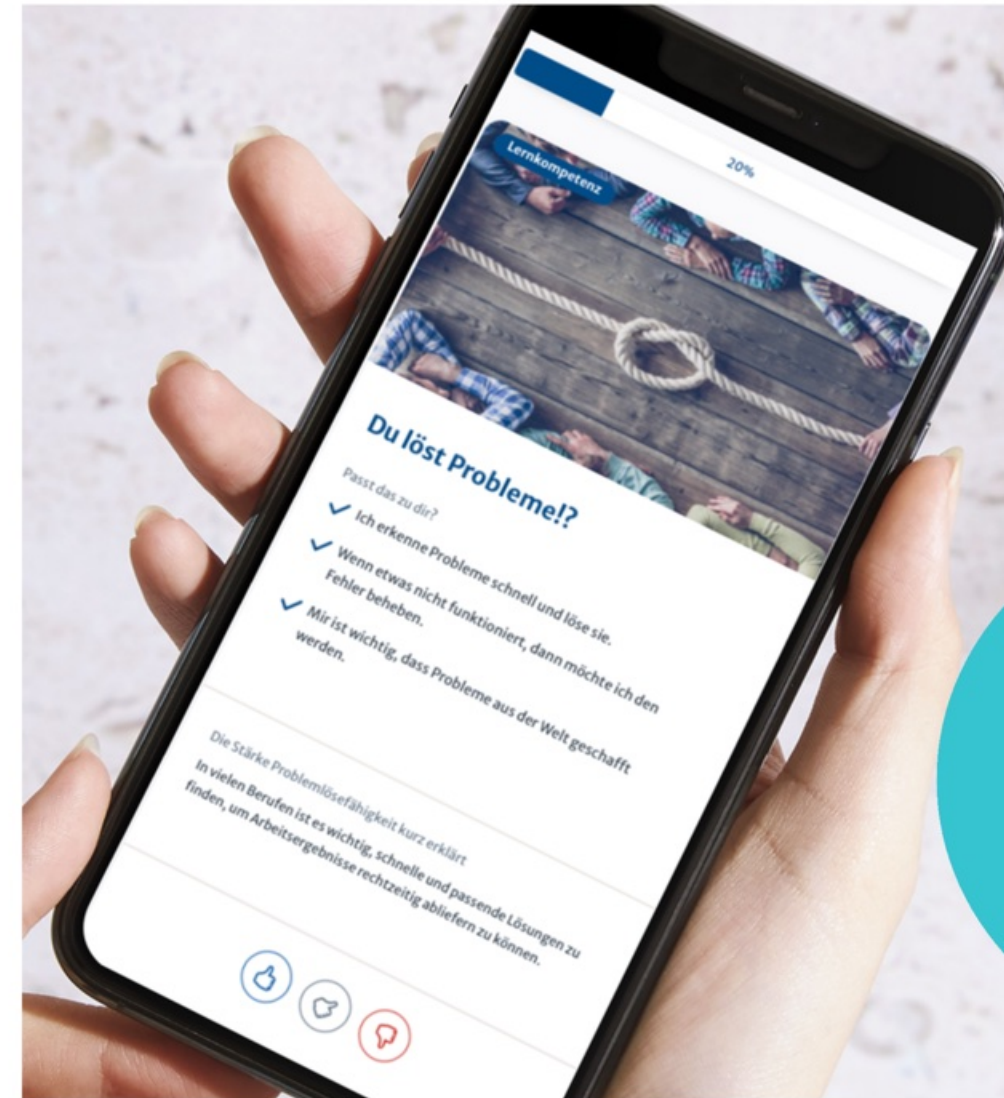 20%
Lernkompetenz
Du löst Probleme!?
Passt das zu dir?
Ich erkenne Probleme schnell und löse sie.
Wenn etwas nicht funktioniert, dann möchte ich den
Fehler beheben.
Mir ist wichtig, dass Probleme aus der Welt geschafft
werden.
Die Stärke Problemlösefähigkeit kurz erklärt
In vielen Berufen ist es wichtig, schnelle und passende Lösungen zu
finden, um Arbeitsergebnisse rechtzeitig abliefern zu können.